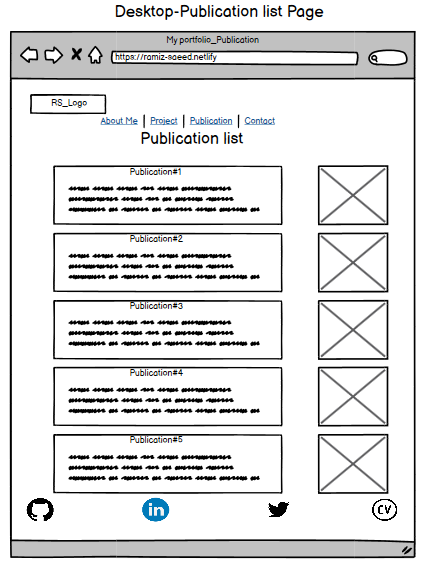 Desktop-Publication list Page
My portfolio_Publication
https://ramiz-saeed.netlify
RS_Logo
About Me | Project | Publication | Contact
Publication list
Publication#1
Publication#2
Publication#3
Publication#4
Publication#5
in
CV